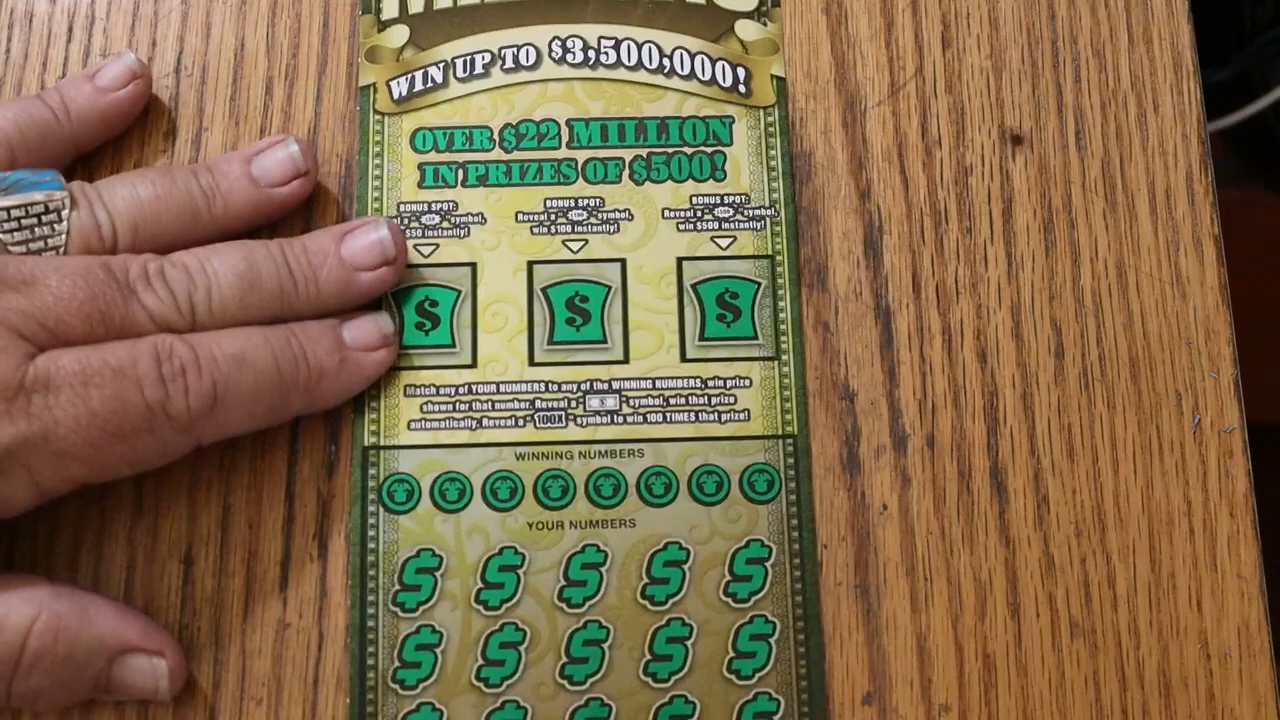 WIN UP TO $3,500,000!
OVER $22 MILLION
IN PRIZES OF $500!
BONUS SPOT:
"symbol,
$50 instantly!
BONUS SPOT:
Reveal a " $100 "symbol,
win $100 instantly!
BONUS SPOT:
Reveal a " $500 "symbol,
win $500 instantly!
$ $ $
Match any of YOUR NUMBERS to any of the WINNING NUMBERS, win prize
shown for that number. Reveal a " " symbol, win that prize
automatically. Reveal a " 100X " symbol to win 100 TIMES that prize!
WINNING NUMBERS
YOUR NUMBERS
$ $ $ $ $
$ $ $ $ $
$ $ $ $ $